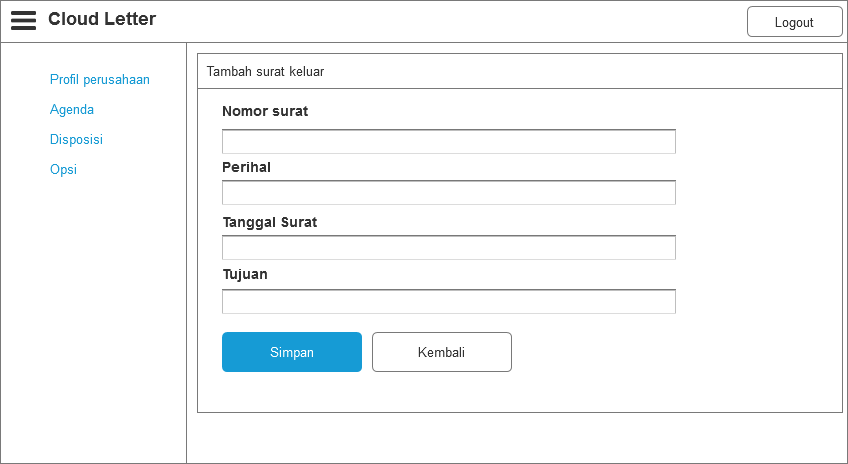 Cloud Letter
Logout
Profil perusahaan
Agenda
Disposisi
Opsi
Tambah surat keluar
Nomor surat
Perihal
Tanggal Surat
Tujuan
Simpan
Kembali